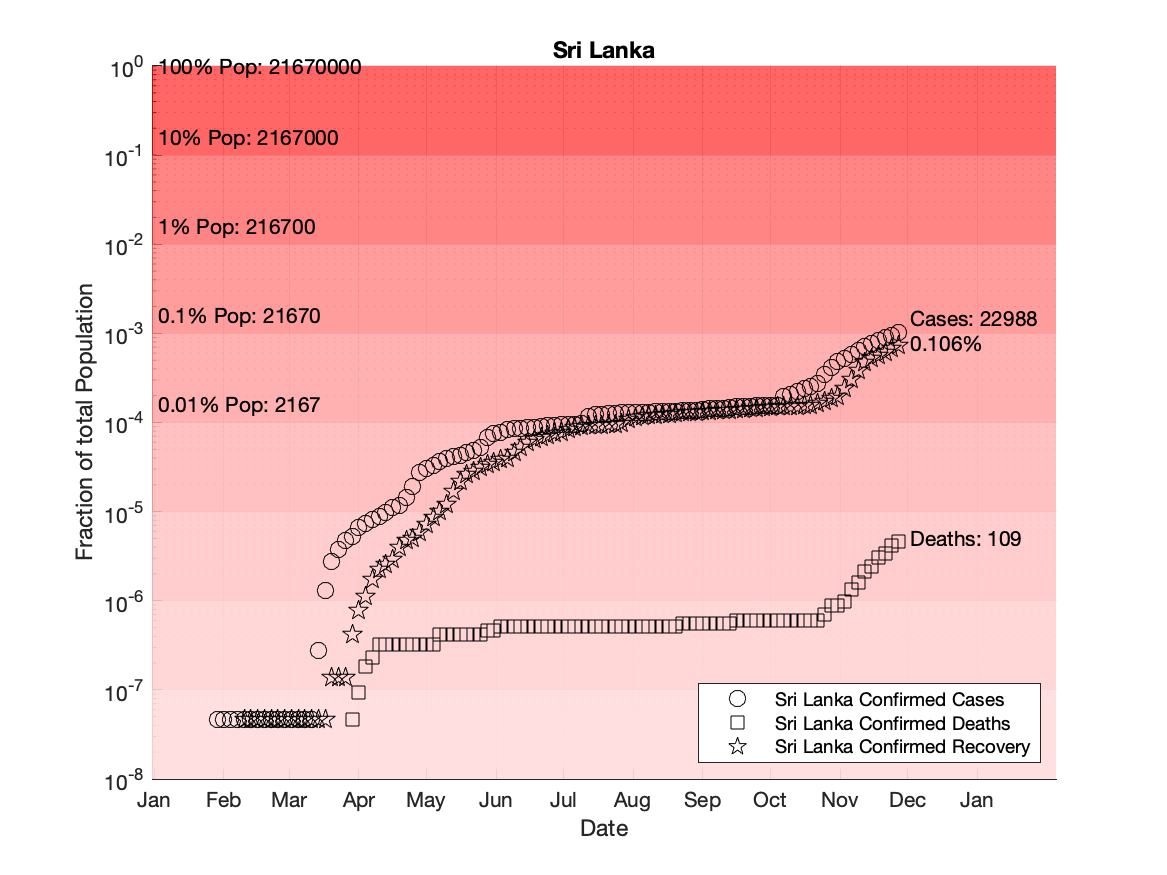 Sri Lanka
10^0
100% Pop: 21670000
10% Pop: 2167000
10^-1
1% Pop: 216700
10^-2
0.1% Pop: 21670
10^-3
Cases: 22988
0.106%
0.01% Pop: 2167
10^-4
10^-5
Deaths: 109
10^-6
10^-7
10^-8
Fraction of total Population
Sri Lanka Confirmed Cases
Sri Lanka Confirmed Deaths
Sri Lanka Confirmed Recovery
Jan Feb Mar Apr May Jun Jul Aug Sep Oct Nov Dec Jan
Date